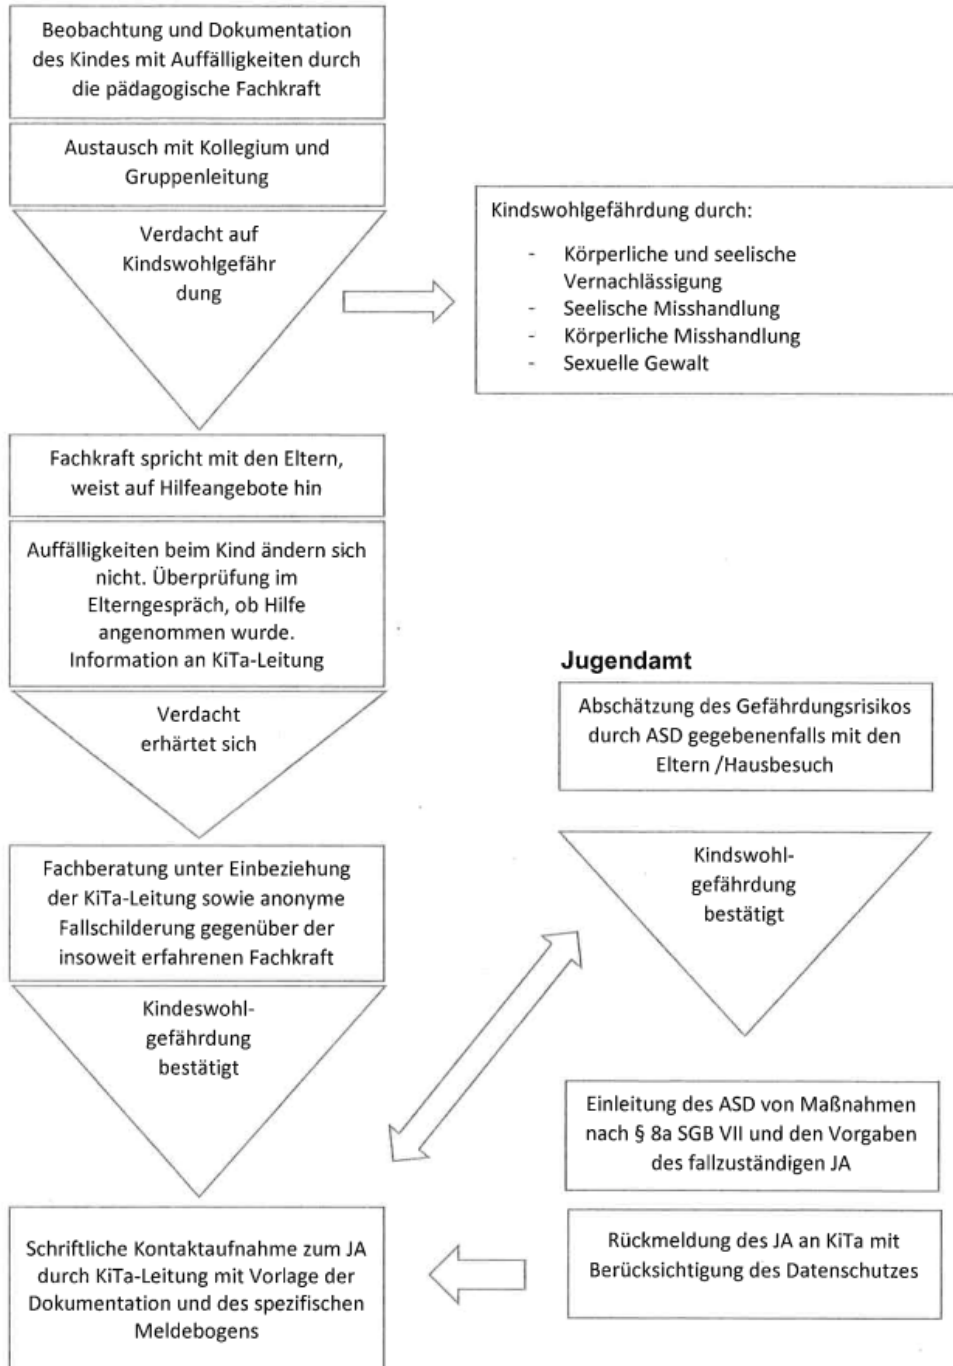 Beobachtung und Dokumentation
des Kindes mit Auffälligkeiten durch
die pädagogische Fachkraft
Austausch mit Kollegium und
Gruppenleitung
Verdacht auf
Kindswohlgefähr
dung
Kindswohlgefährdung durch:
- Körperliche und seelische
Vernachlässigung
- Seelische Misshandlung
- Körperliche Misshandlung
- Sexuelle Gewalt
Fachkraft spricht mit den Eltern,
weist auf Hilfeangebote hin
Auffälligkeiten beim Kind ändern sich
nicht. Überprüfung im
Elterngespräch, ob Hilfe
angenommen wurde.
Information an KiTa-Leitung
Verdacht
erhärtet sich
Fachberatung unter Einbeziehung
der KiTa-Leitung sowie anonyme
Fallschilderung gegenüber der
insoweit erfahrenen Fachkraft
Kindeswohl-
gefährdung
bestätigt
Schriftliche Kontaktaufnahme zum JA
durch KiTa-Leitung mit Vorlage der
Dokumentation und des spezifischen
Meldebogens
Jugendamt
Abschätzung des Gefährdungsrisikos
durch ASD gegebenenfalls mit den
Eltern /Hausbesuch
Kindswohl-
gefährdung
bestätigt
Einleitung des ASD von Maßnahmen
nach § 8a SGB VII und den Vorgaben
des fallzuständigen JA
Rückmeldung des JA an KiTa mit
Berücksichtigung des Datenschutzes